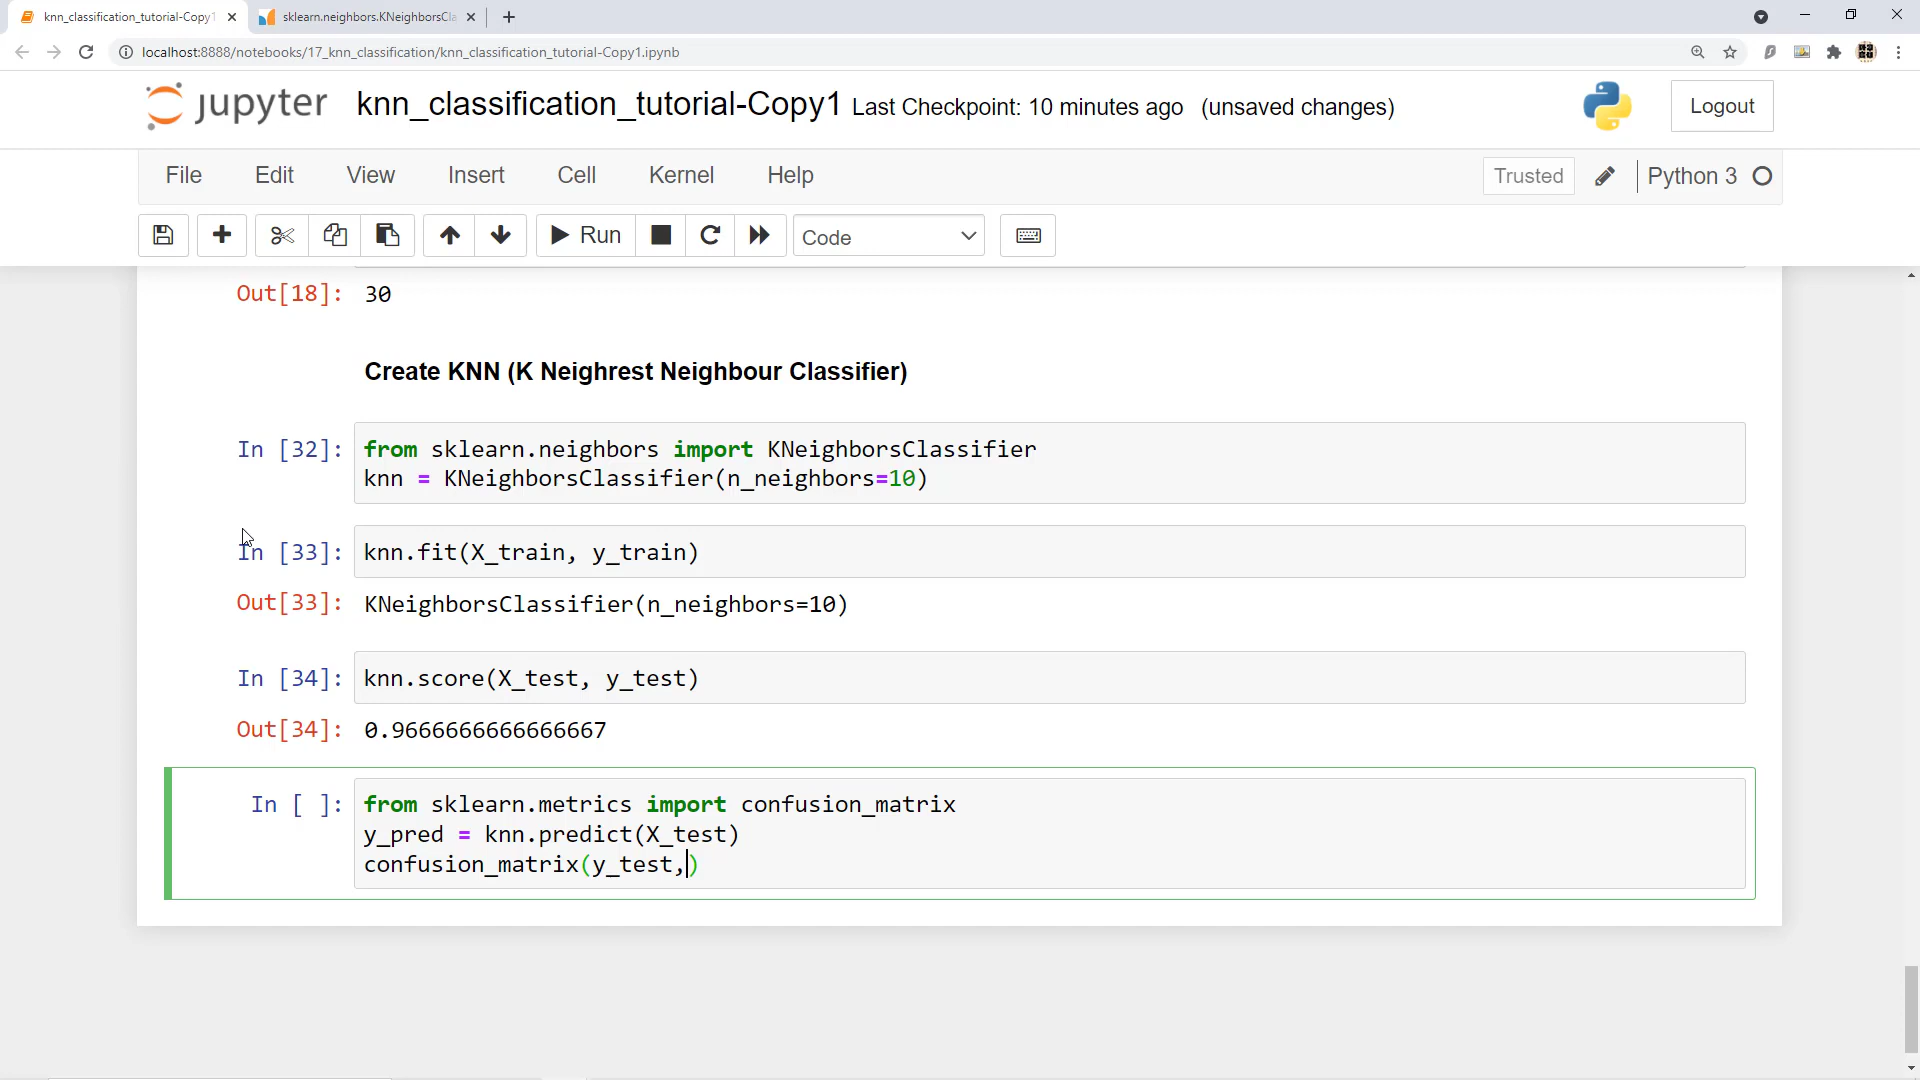 knn_classification_tutorial-Copy1
sklearn.neighbors.KNeighborsCla
localhost:8888/notebooks/17_knn_classification/knn_classification_tutorial-Copy1.ipynb
jupyter knn_classification_tutorial-Copy1 Last Checkpoint: 10 minutes ago (unsaved changes)
Logout
File Edit View Insert Cell Kernel Help
Trusted Python 3
Run Code
Out[18]: 30
Create KNN (K Neighrest Neighbour Classifier)
In [32]: from sklearn.neighbors import KNeighborsClassifier
knn = KNeighborsClassifier(n_neighbors=10)
In [33]: knn.fit(X_train, y_train)
Out[33]: KNeighborsClassifier(n_neighbors=10)
In [34]: knn.score(X_test, y_test)
Out[34]: 0.9666666666666667
In [ ]: from sklearn.metrics import confusion_matrix
y_pred = knn.predict(X_test)
confusion_matrix(y_test,)